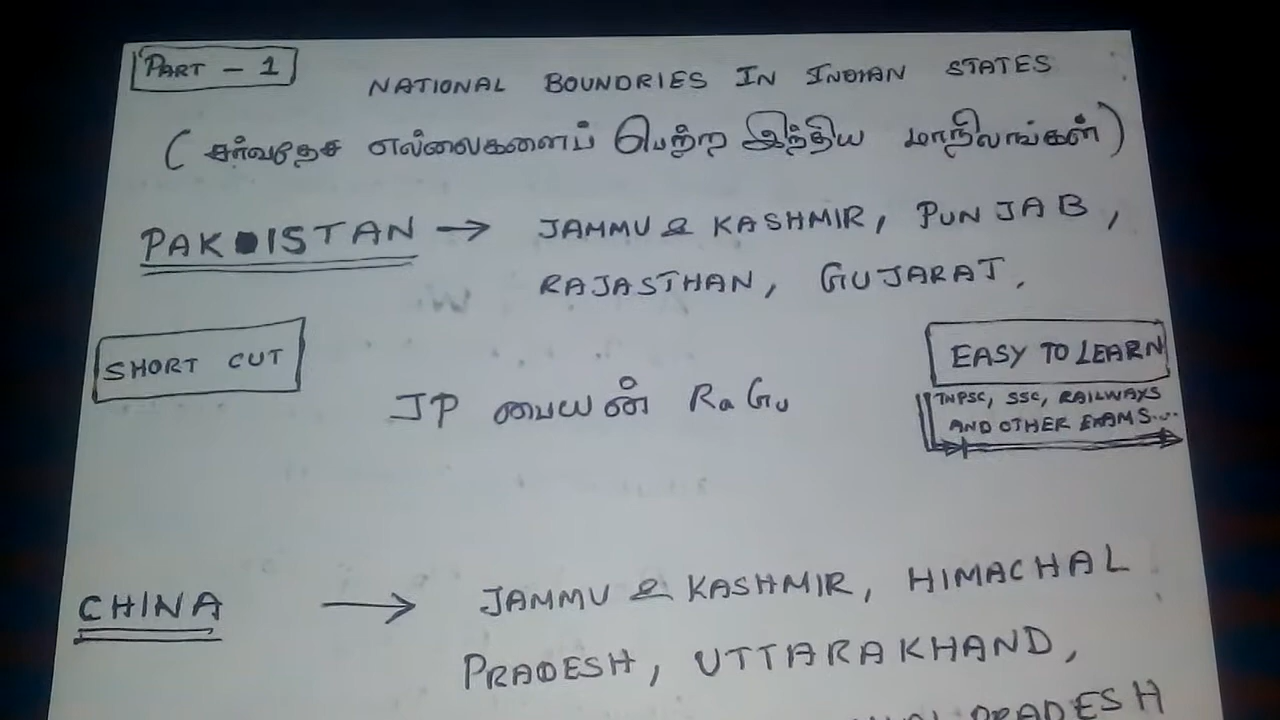 PART - 1
NATIONAL BOUNDRIES IN INDIAN STATES
(சர்வதேச எல்லைகளைப் பெற்ற இந்திய மாநிலங்கள்)
PAKISTAN → JAMMU & KASHMIR, PUNJAB,
RAJASTHAN, GUJARAT.
SHORT CUT
JP பையன் RaGu
EASY TO LEARN
TNPSC, SSC, RAILWAYS
AND OTHER EXAMS...
CHINA → JAMMU & KASHMIR, HIMACHAL
PRADESH, UTTARAKHAND,
PRADESH